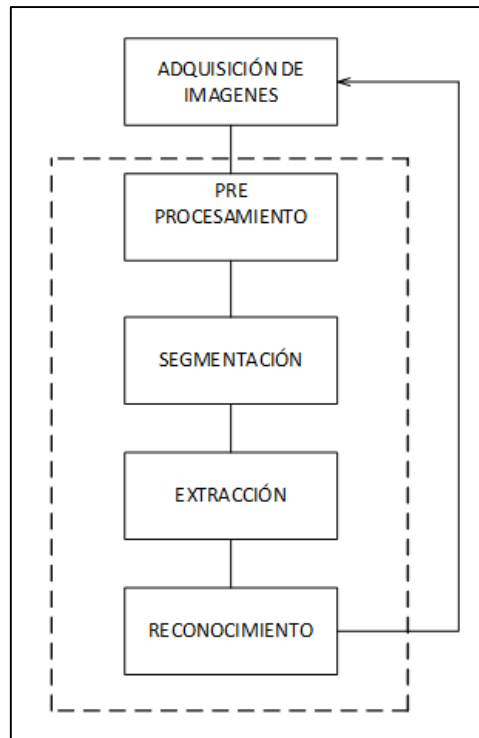 ADQUISICIÓN DE
IMAGENES
PRE
PROCESAMIENTO
SEGMENTACIÓN
EXTRACCIÓN
RECONOCIMIENTO